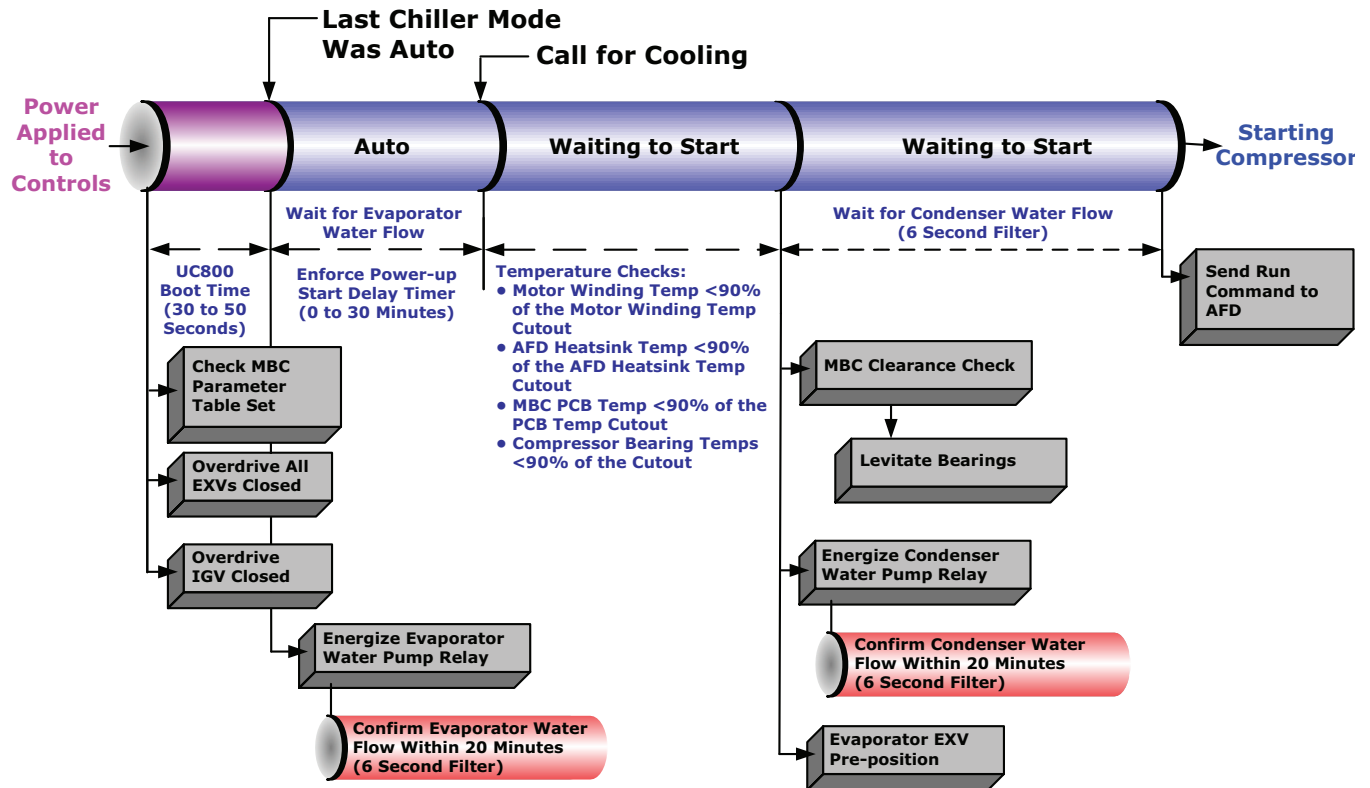 Last Chiller Mode
Was Auto
Call for Cooling
Power
Applied
to
Controls
Auto
Waiting to Start
Waiting to Start
Starting
Compressor
Wait for Evaporator
Water Flow
Wait for Condenser Water Flow
(6 Second Filter)
UC800
Boot Time
(30 to 50
Seconds)
Enforce Power-up
Start Delay Timer
(0 to 30 Minutes)
Temperature Checks:
• Motor Winding Temp <90%
of the Motor Winding Temp
Cutout
• AFD Heatsink Temp <90%
of the AFD Heatsink Temp
Cutout
• MBC PCB Temp <90% of the
PCB Temp Cutout
• Compressor Bearing Temps
<90% of the Cutout
Send Run
Command to
AFD
Check MBC
Parameter
Table Set
Overdrive All
EXVs Closed
Overdrive
IGV Closed
Energize Evaporator
Water Pump Relay
Confirm Evaporator Water
Flow Within 20 Minutes
(6 Second Filter)
MBC Clearance Check
Levitate Bearings
Energize Condenser
Water Pump Relay
Confirm Condenser Water
Flow Within 20 Minutes
(6 Second Filter)
Evaporator EXV
Pre-position